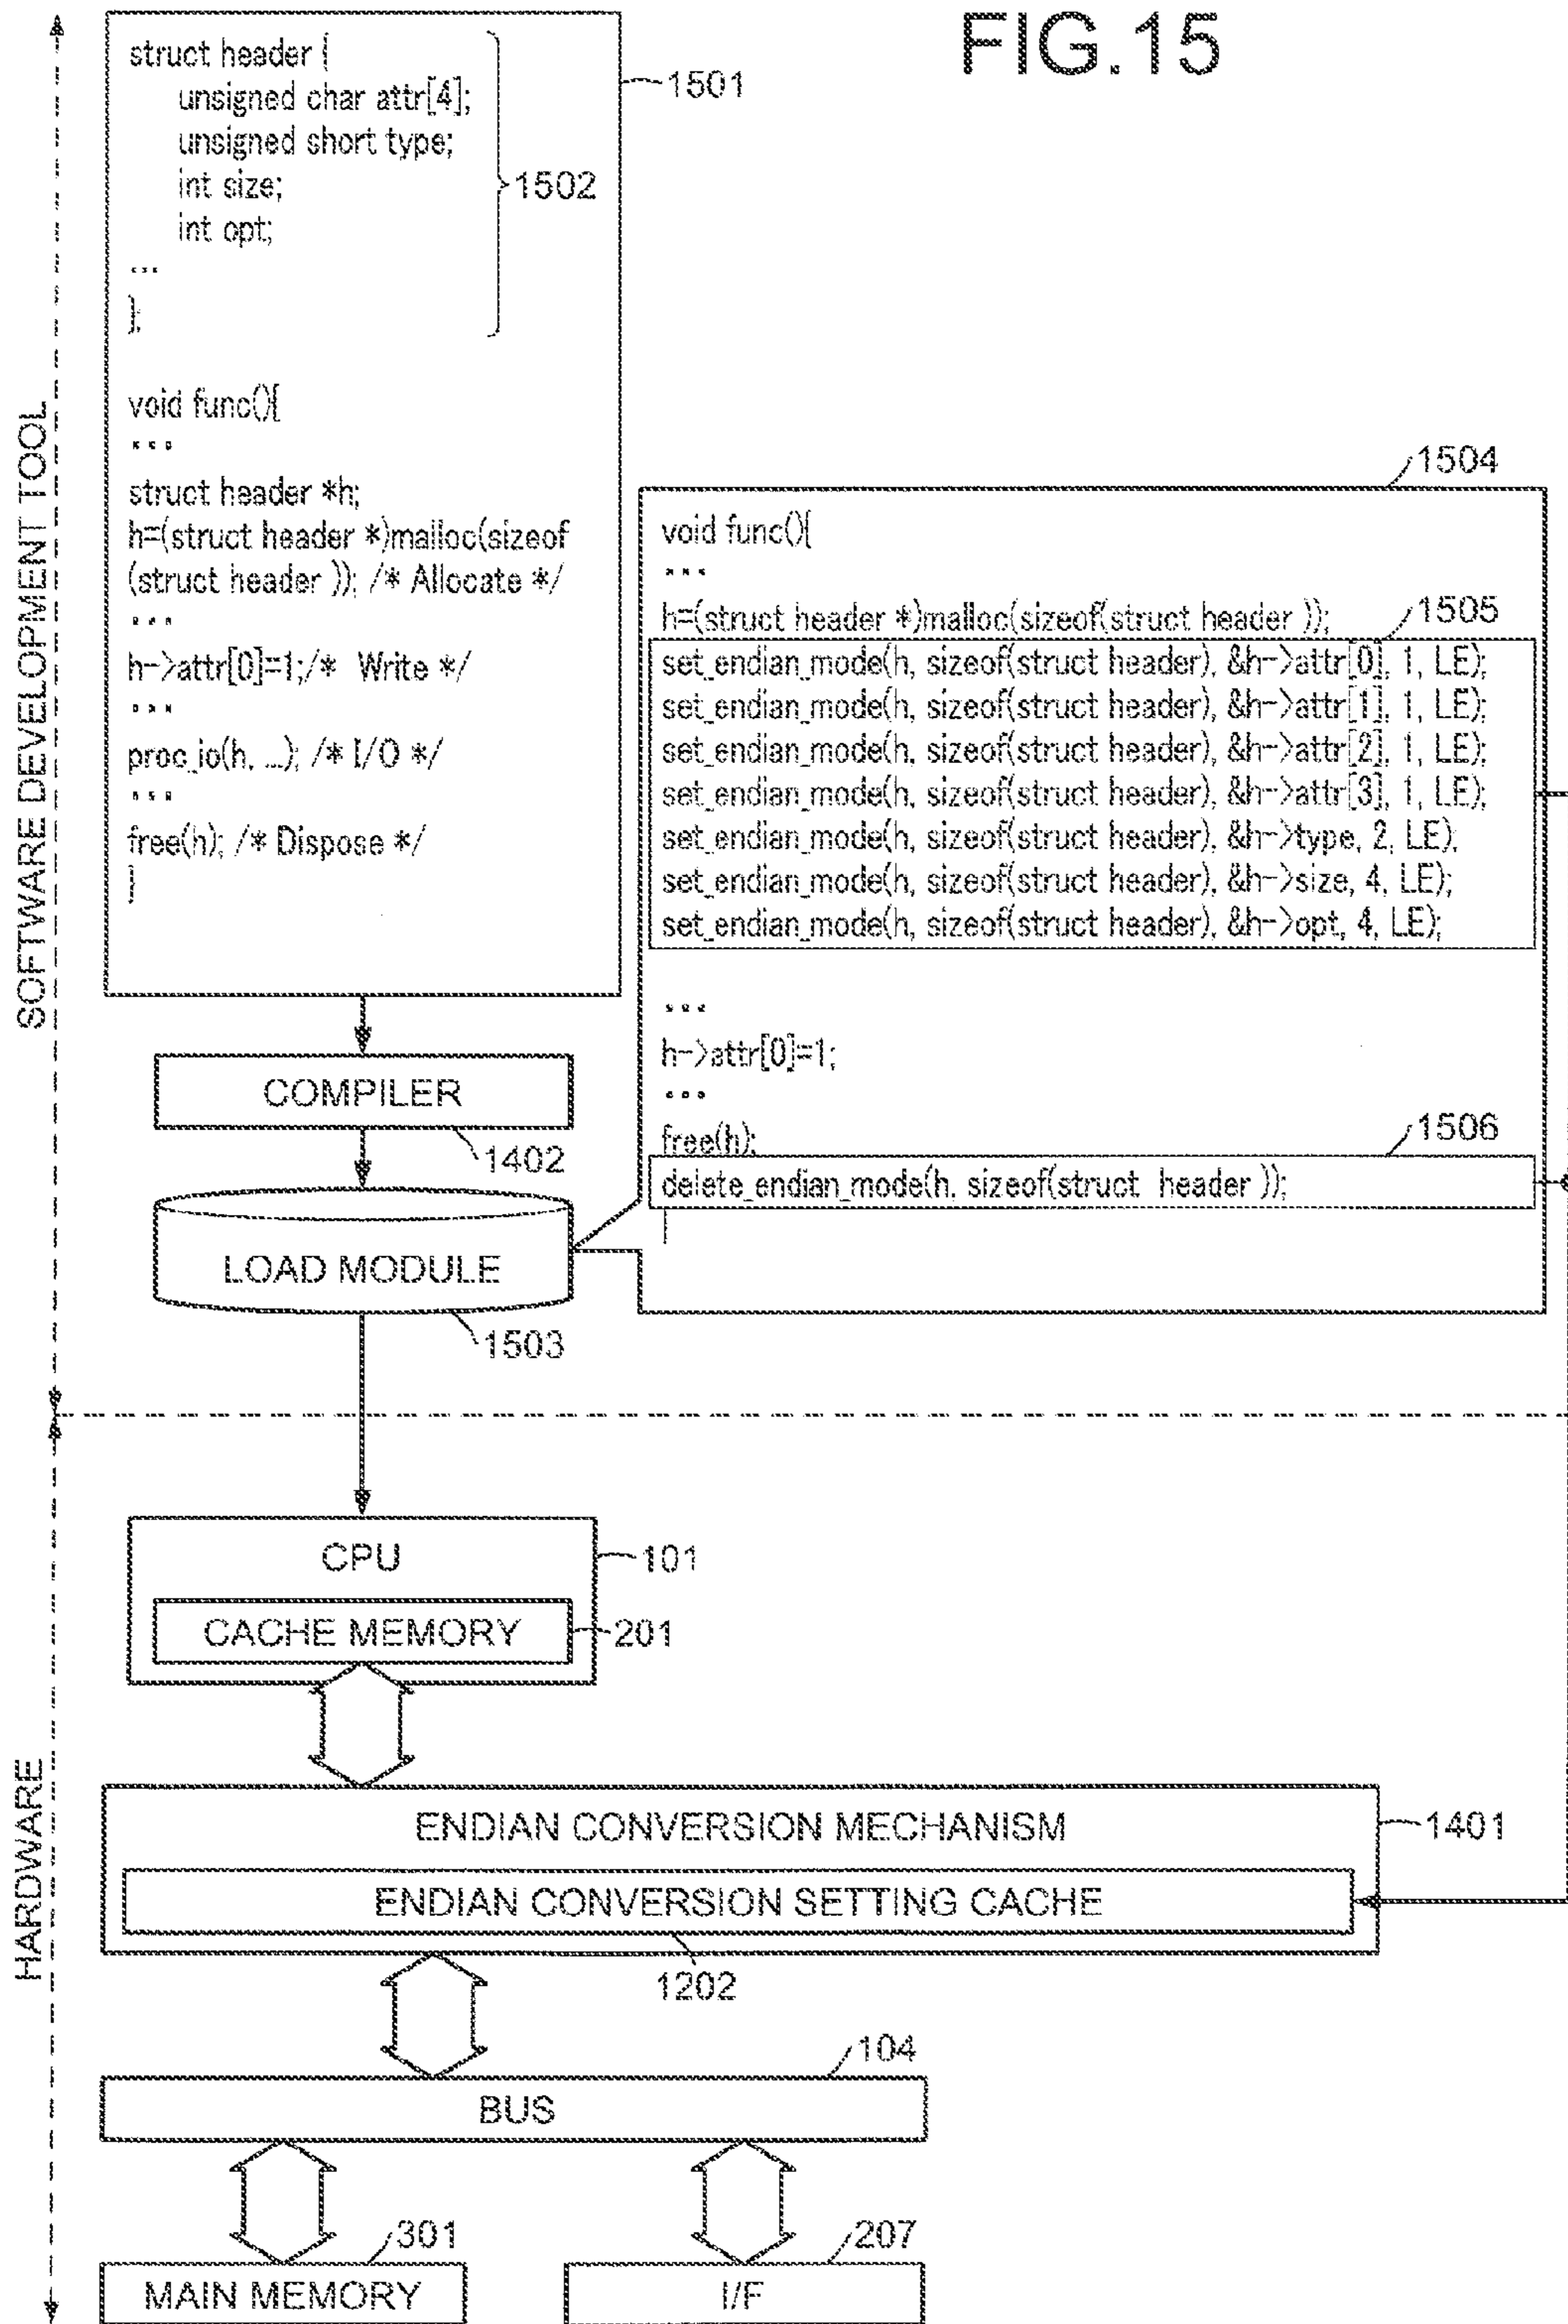 FIG.15
SOFTWARE DEVELOPMENT TOOL
struct header {
unsigned char attr[4];
unsigned short type;
int size;
int opt;
...
};
1501
1502
void func(){
...
struct header *h;
h=(struct header *)malloc(sizeof
(struct header )); /* Allocate */
...
h->attr[0]=1;/* Write */
...
proc_io(h, ...); /* I/O */
...
free(h); /* Dispose */
}
1504
void func(){
...
h=(struct header *)malloc(sizeof(struct header ));
1505
set_endian_mode(h, sizeof(struct header), &h->attr[0], 1, LE);
set_endian_mode(h, sizeof(struct header), &h->attr[1], 1, LE);
set_endian_mode(h, sizeof(struct header), &h->attr[2], 1, LE);
set_endian_mode(h, sizeof(struct header), &h->attr[3], 1, LE);
set_endian_mode(h, sizeof(struct header), &h->type, 2, LE);
set_endian_mode(h, sizeof(struct header), &h->size, 4, LE);
set_endian_mode(h, sizeof(struct header), &h->opt, 4, LE);
...
h->attr[0]=1;
...
free(h);
1506
delete_endian_mode(h, sizeof(struct header ));
}
COMPILER
1402
LOAD MODULE
1503
HARDWARE
CPU
101
CACHE MEMORY
201
ENDIAN CONVERSION MECHANISM
1401
ENDIAN CONVERSION SETTING CACHE
1202
104
BUS
301
MAIN MEMORY
207
I/F